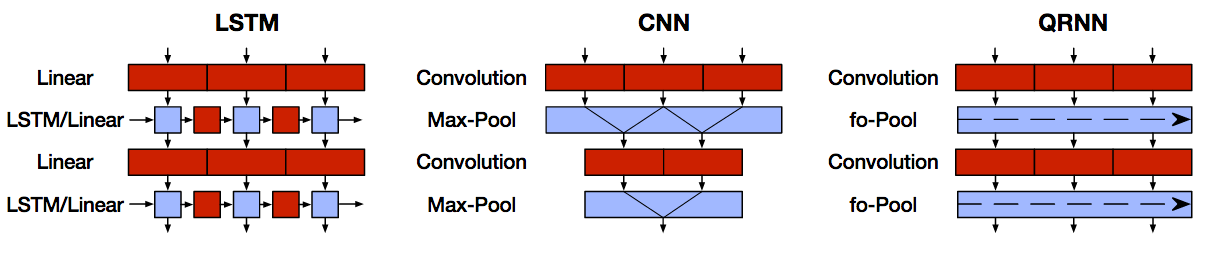 LSTM
Linear
LSTM/Linear
Linear
LSTM/Linear
CNN
Convolution
Max-Pool
Convolution
Max-Pool
QRNN
Convolution
fo-Pool
Convolution
fo-Pool